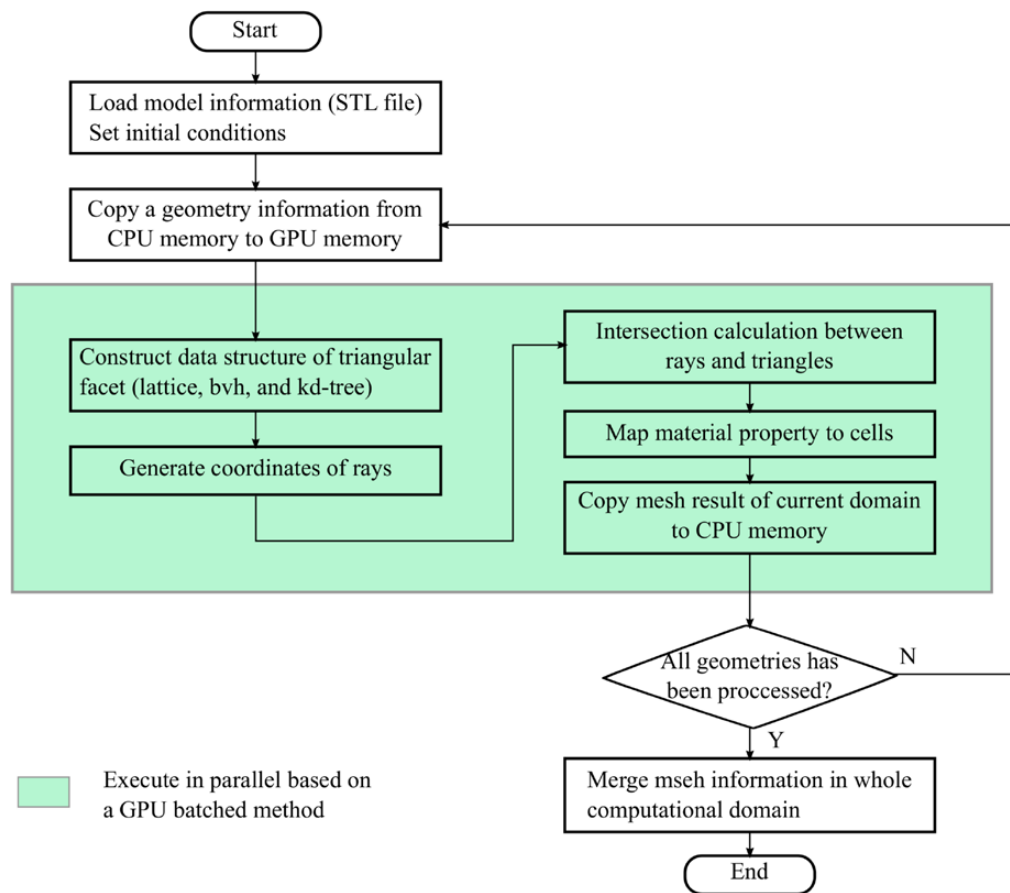 Start
Load model information (STL file)
Set initial conditions
Copy a geometry information from
CPU memory to GPU memory
Construct data structure of triangular
facet (lattice, bvh, and kd-tree)
Generate coordinates of rays
Intersection calculation between
rays and triangles
Map material property to cells
Copy mesh result of current domain
to CPU memory
All geometries has
been proccessed?
N
Y
Merge mseh information in whole
computational domain
End
Execute in parallel based on
a GPU batched method